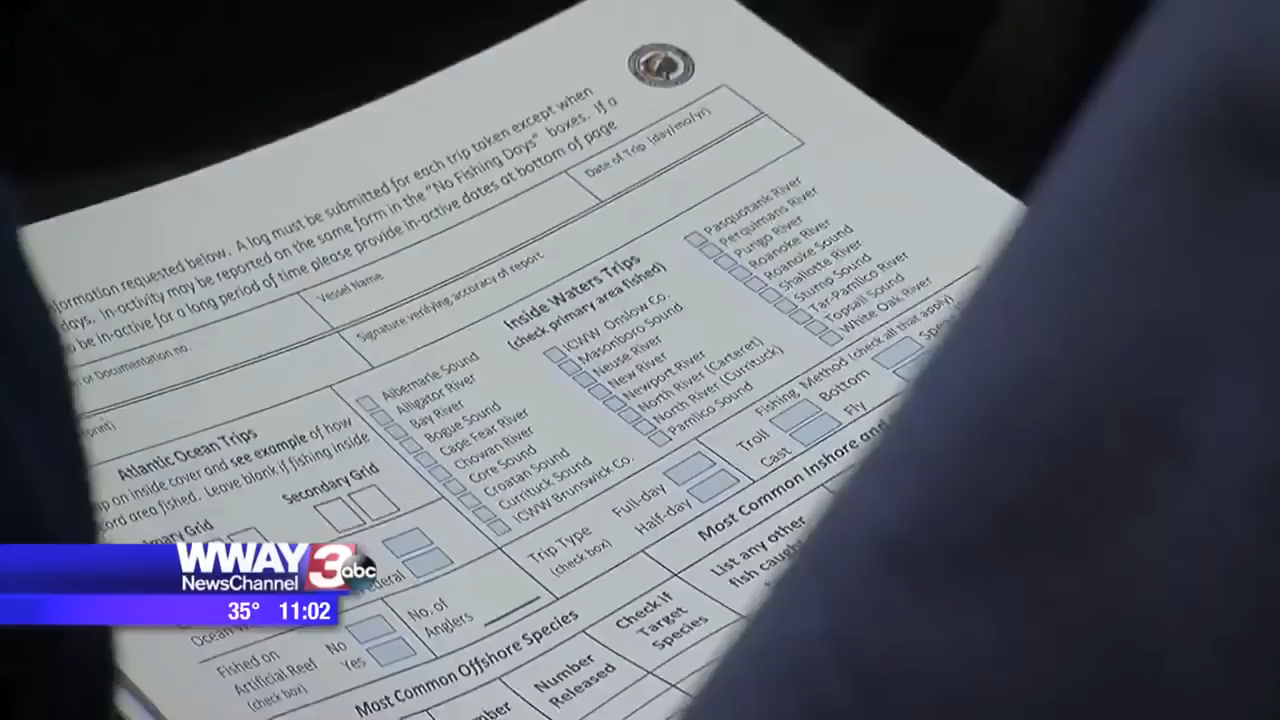 formation requested below. A log must be submitted for each trip taken except when
days. In-activity may be reported on the same form in the "No Fishing Days" boxes. If a
be in-active for a long period of time please provide in-active dates at bottom of page
Date of Trip (day/mo/yr)
Vessel Name
or Documentation no.
Signature verifying accuracy of report
print)
Inside Waters Trips
(check primary area fished)
Albemarle Sound
Alligator River
Bay River
Bogue Sound
Cape Fear River
Chowan River
Core Sound
Croatan Sound
Currituck Sound
ICWW Brunswick Co.
ICWW Onslow Co.
Masonboro Sound
Neuse River
New River
Newport River
North River (Carteret)
North River (Currituck)
Pamlico Sound
Pasquotank River
Perquimans River
Pungo River
Roanoke River
Roanoke Sound
Shallotte River
Stump Sound
Tar-Pamlico River
Topsail Sound
White Oak River
Atlantic Ocean Trips
on inside cover and see example of how
area fished. Leave blank if fishing inside
Secondary Grid
Grid
Federal
Ocean
Fished on
Artificial Reef
(check box)
No
Yes
No. of
Anglers
Trip Type
(check box)
Full-day
Half-day
Fishing Method (check all that apply)
Troll
Cast
Bottom
Fly
Most Common Inshore and
List any other
fish caught
Most Common Offshore Species
Number
Released
Check if
Target
Species
WWAY 3 abc
NewsChannel
35° 11:02